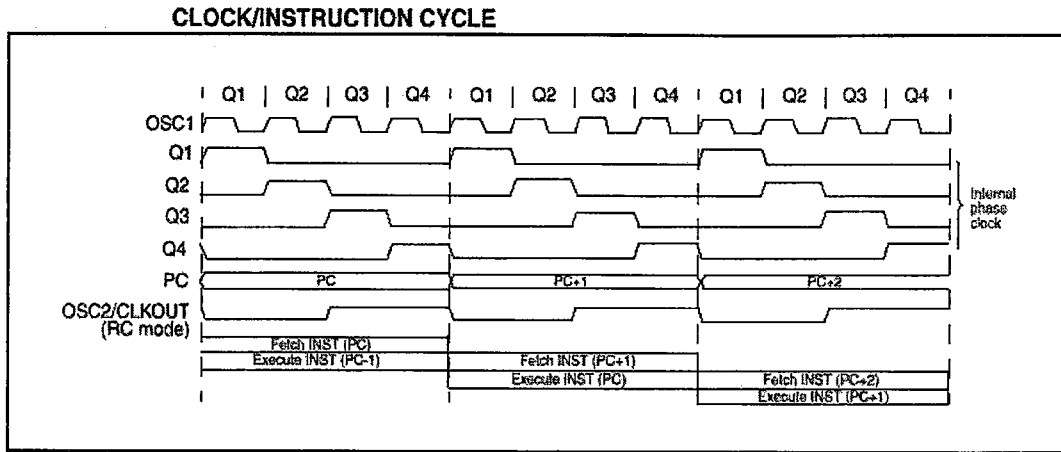 CLOCK/INSTRUCTION CYCLE
Q1 | Q2 | Q3 | Q4 | Q1 | Q2 | Q3 | Q4 | Q1 | Q2 | Q3 | Q4
OSC1
Q1
Q2
Q3
Q4
Internal
phase
clock
PC PC PC+1 PC+2
OSC2/CLKOUT
(RC mode)
Fetch INST (PC)
Execute INST (PC-1) Fetch INST (PC+1)
Execute INST (PC) Fetch INST (PC+2)
Execute INST (PC+1)